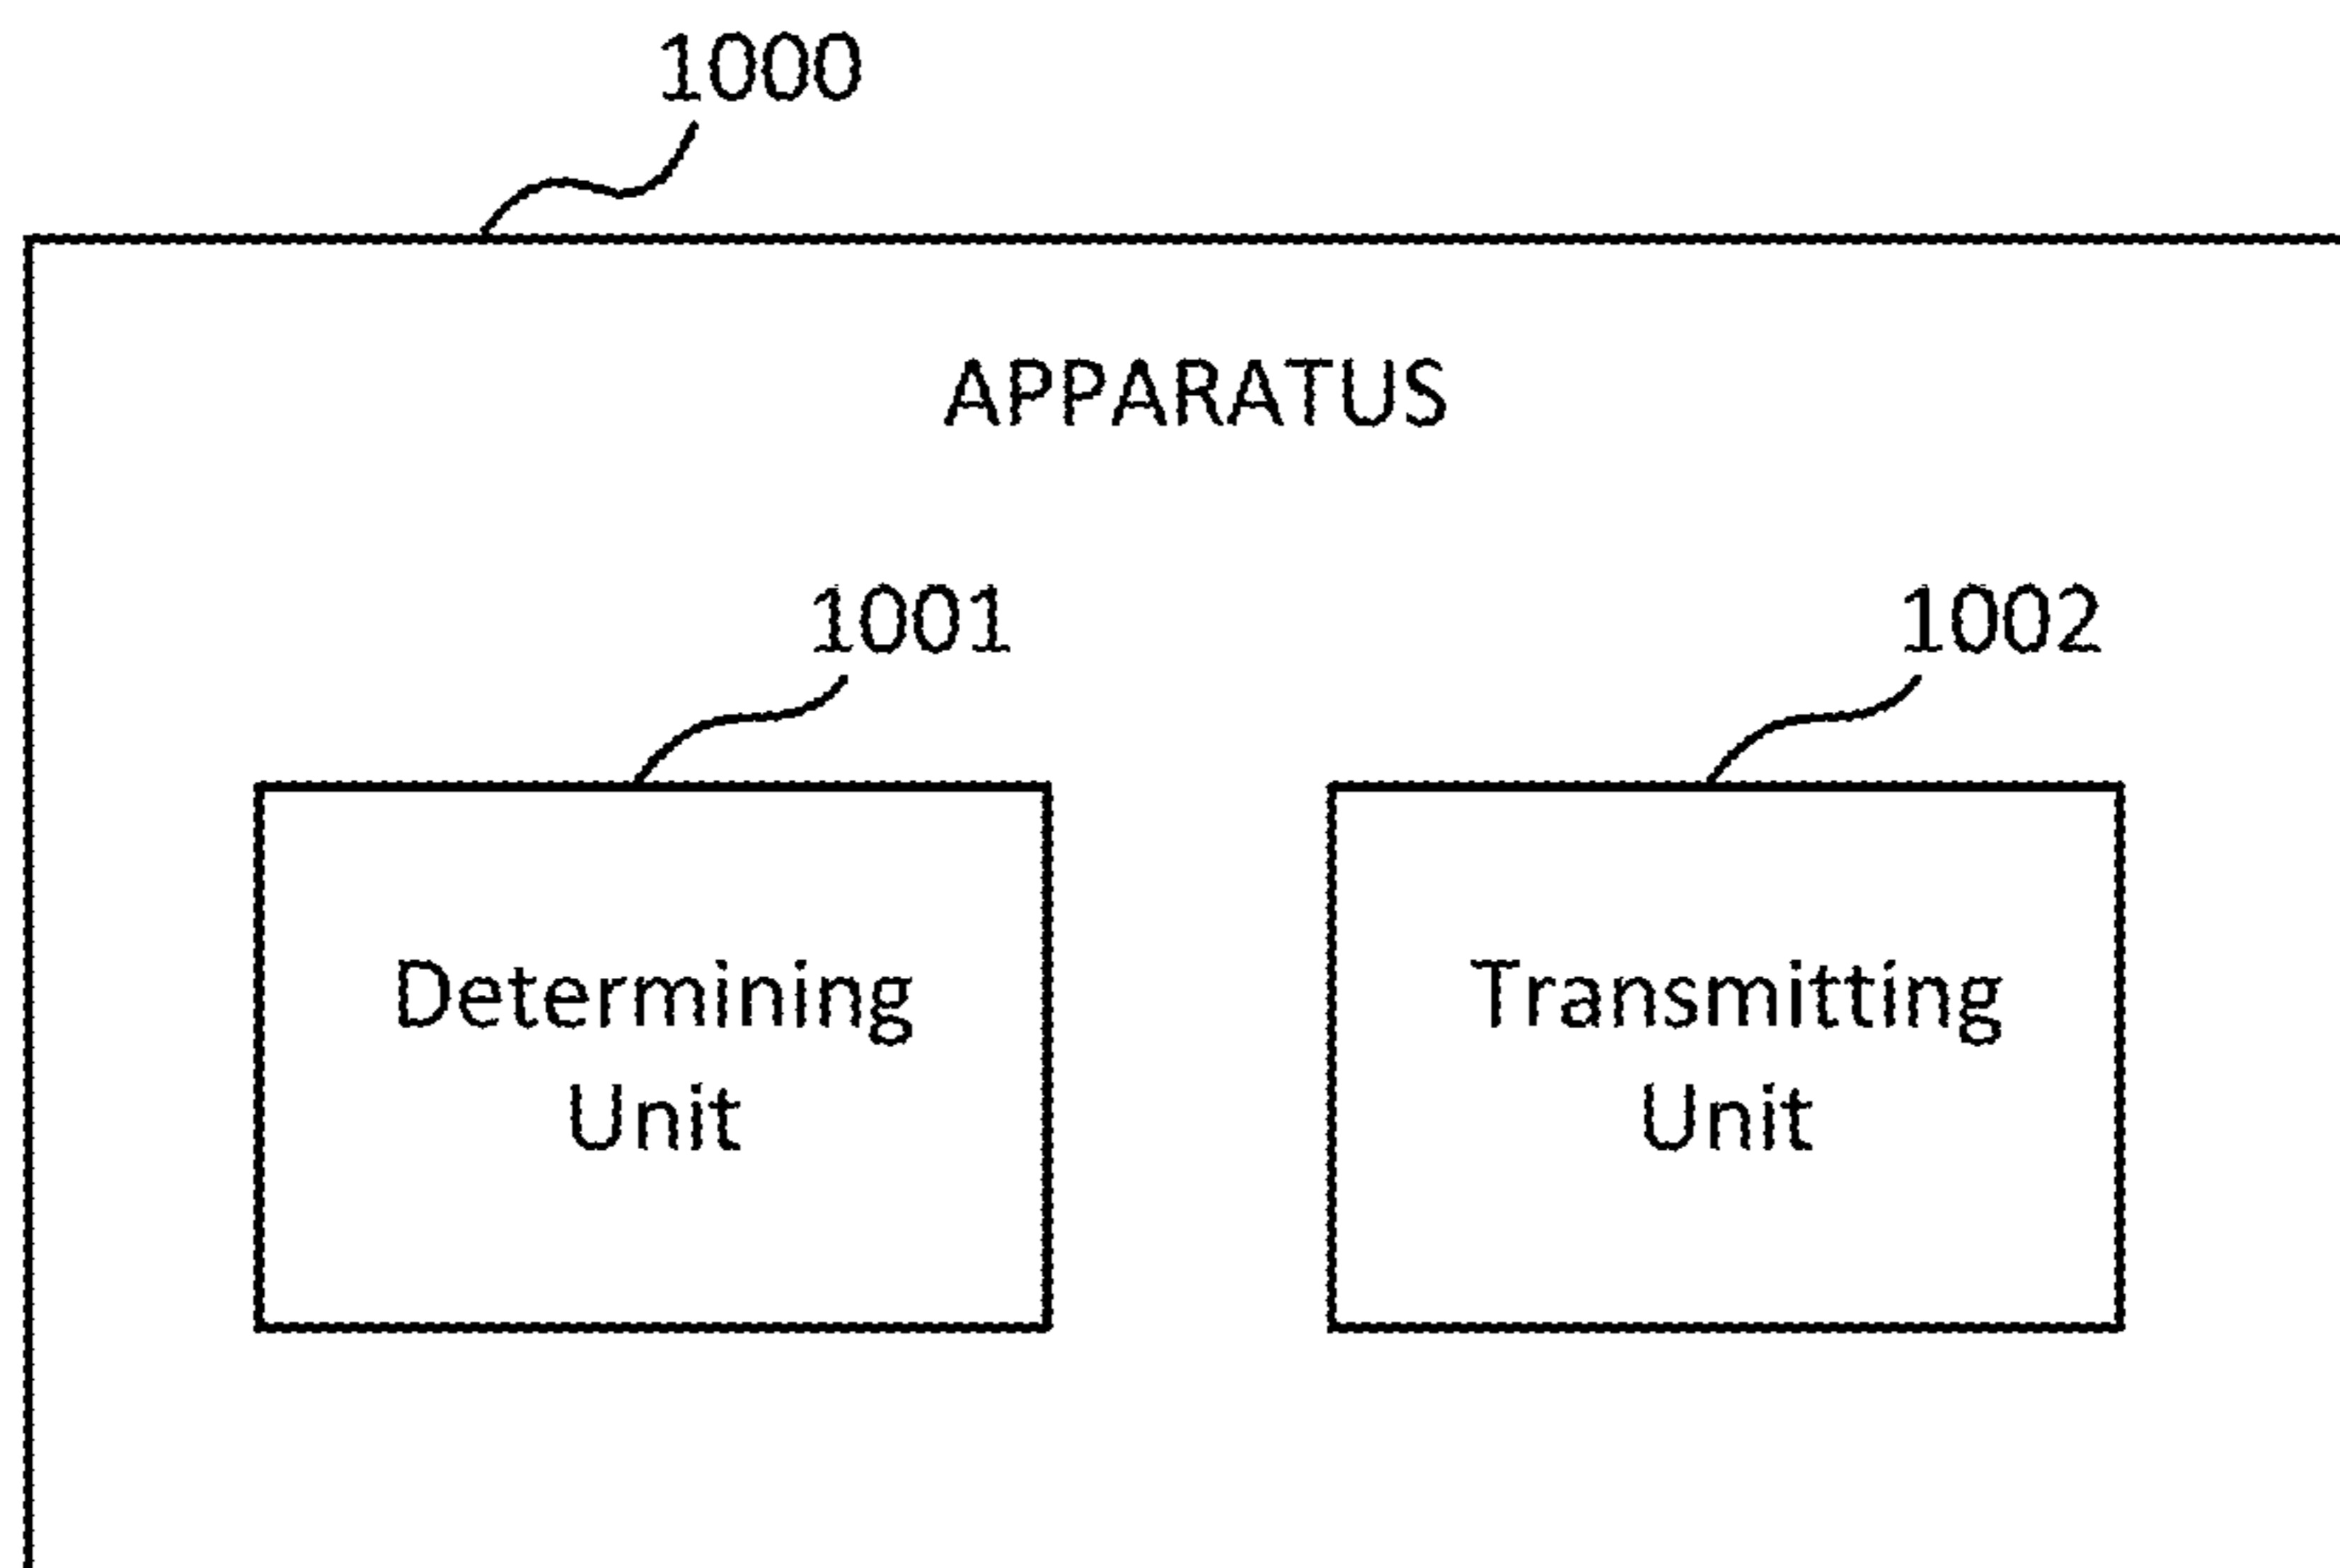 1000
APPARATUS
1001
1002
Determining
Unit
Transmitting
Unit